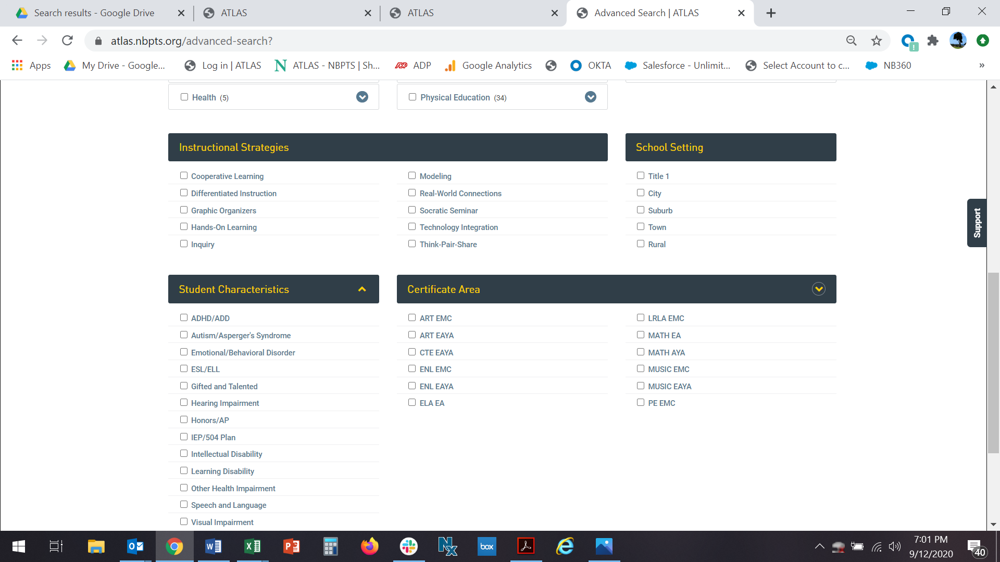 Search results - Google Drive
ATLAS
ATLAS
Advanced Search | ATLAS
atlas.nbpts.org/advanced-search?
Apps
My Drive - Google...
Log in | ATLAS
ATLAS - NBPTS | Sh...
ADP
Google Analytics
OKTA
Salesforce - Unlimit...
Select Account to c...
NB360
»
Health (5)
Physical Education (34)
Instructional Strategies
Cooperative Learning
Differentiated Instruction
Graphic Organizers
Hands-On Learning
Inquiry
Modeling
Real-World Connections
Socratic Seminar
Technology Integration
Think-Pair-Share
School Setting
Title 1
City
Suburb
Town
Rural
Support
Student Characteristics
ADHD/ADD
Autism/Asperger's Syndrome
Emotional/Behavioral Disorder
ESL/ELL
Gifted and Talented
Hearing Impairment
Honors/AP
IEP/504 Plan
Intellectual Disability
Learning Disability
Other Health Impairment
Speech and Language
Visual Impairment
Certificate Area
ART EMC
ART EAYA
CTE EAYA
ENL EMC
ENL EAYA
ELA EA
LRLA EMC
MATH EA
MATH AYA
MUSIC EMC
MUSIC EAYA
PE EMC
box
7:01 PM
9/12/2020
40